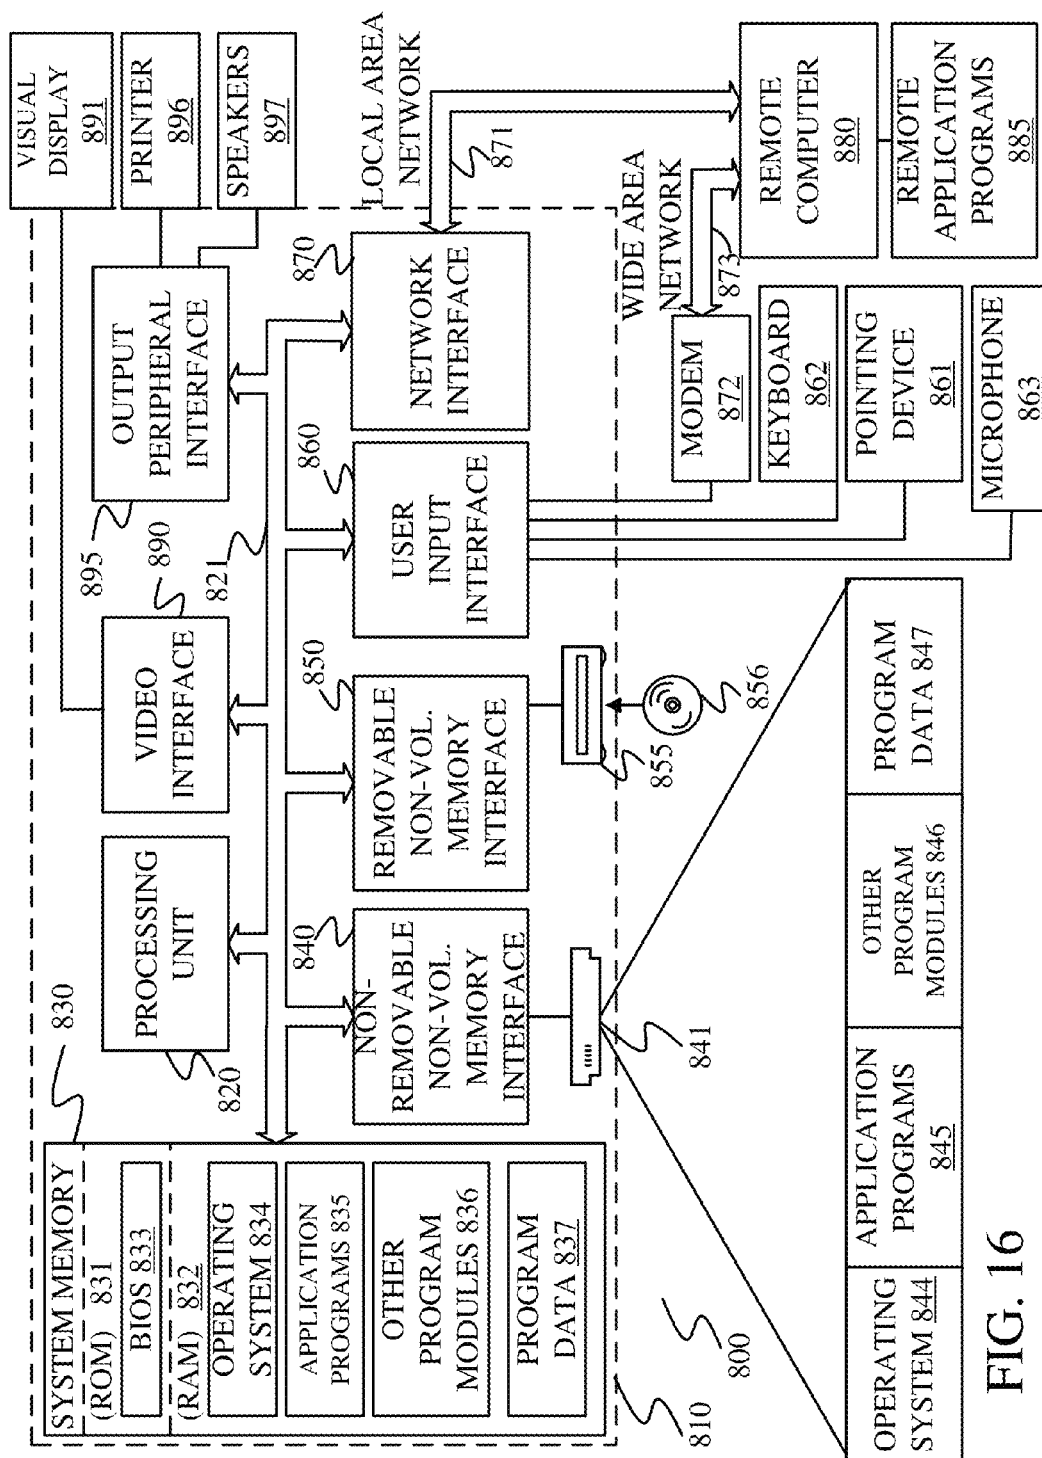 SYSTEM MEMORY
(ROM) 831
BIOS 833
(RAM) 832
OPERATING
SYSTEM 834
APPLICATION
PROGRAMS 835
OTHER
PROGRAM
MODULES 836
PROGRAM
DATA 837
830
PROCESSING
UNIT
820
VIDEO
INTERFACE
890
OUTPUT
PERIPHERAL
INTERFACE
895
821
VISUAL
DISPLAY
891
PRINTER
896
SPEAKERS
897
NON-
REMOVABLE
NON-VOL.
MEMORY
INTERFACE
840
REMOVABLE
NON-VOL.
MEMORY
INTERFACE
850
USER
INPUT
INTERFACE
860
NETWORK
INTERFACE
870
LOCAL AREA
NETWORK
871
WIDE AREA
NETWORK
873
841
855
856
810
800
MODEM
872
KEYBOARD
862
POINTING
DEVICE
861
MICROPHONE
863
REMOTE
COMPUTER
880
REMOTE
APPLICATION
PROGRAMS
885
OPERATING
SYSTEM 844
APPLICATION
PROGRAMS
845
OTHER
PROGRAM
MODULES 846
PROGRAM
DATA 847
FIG. 16